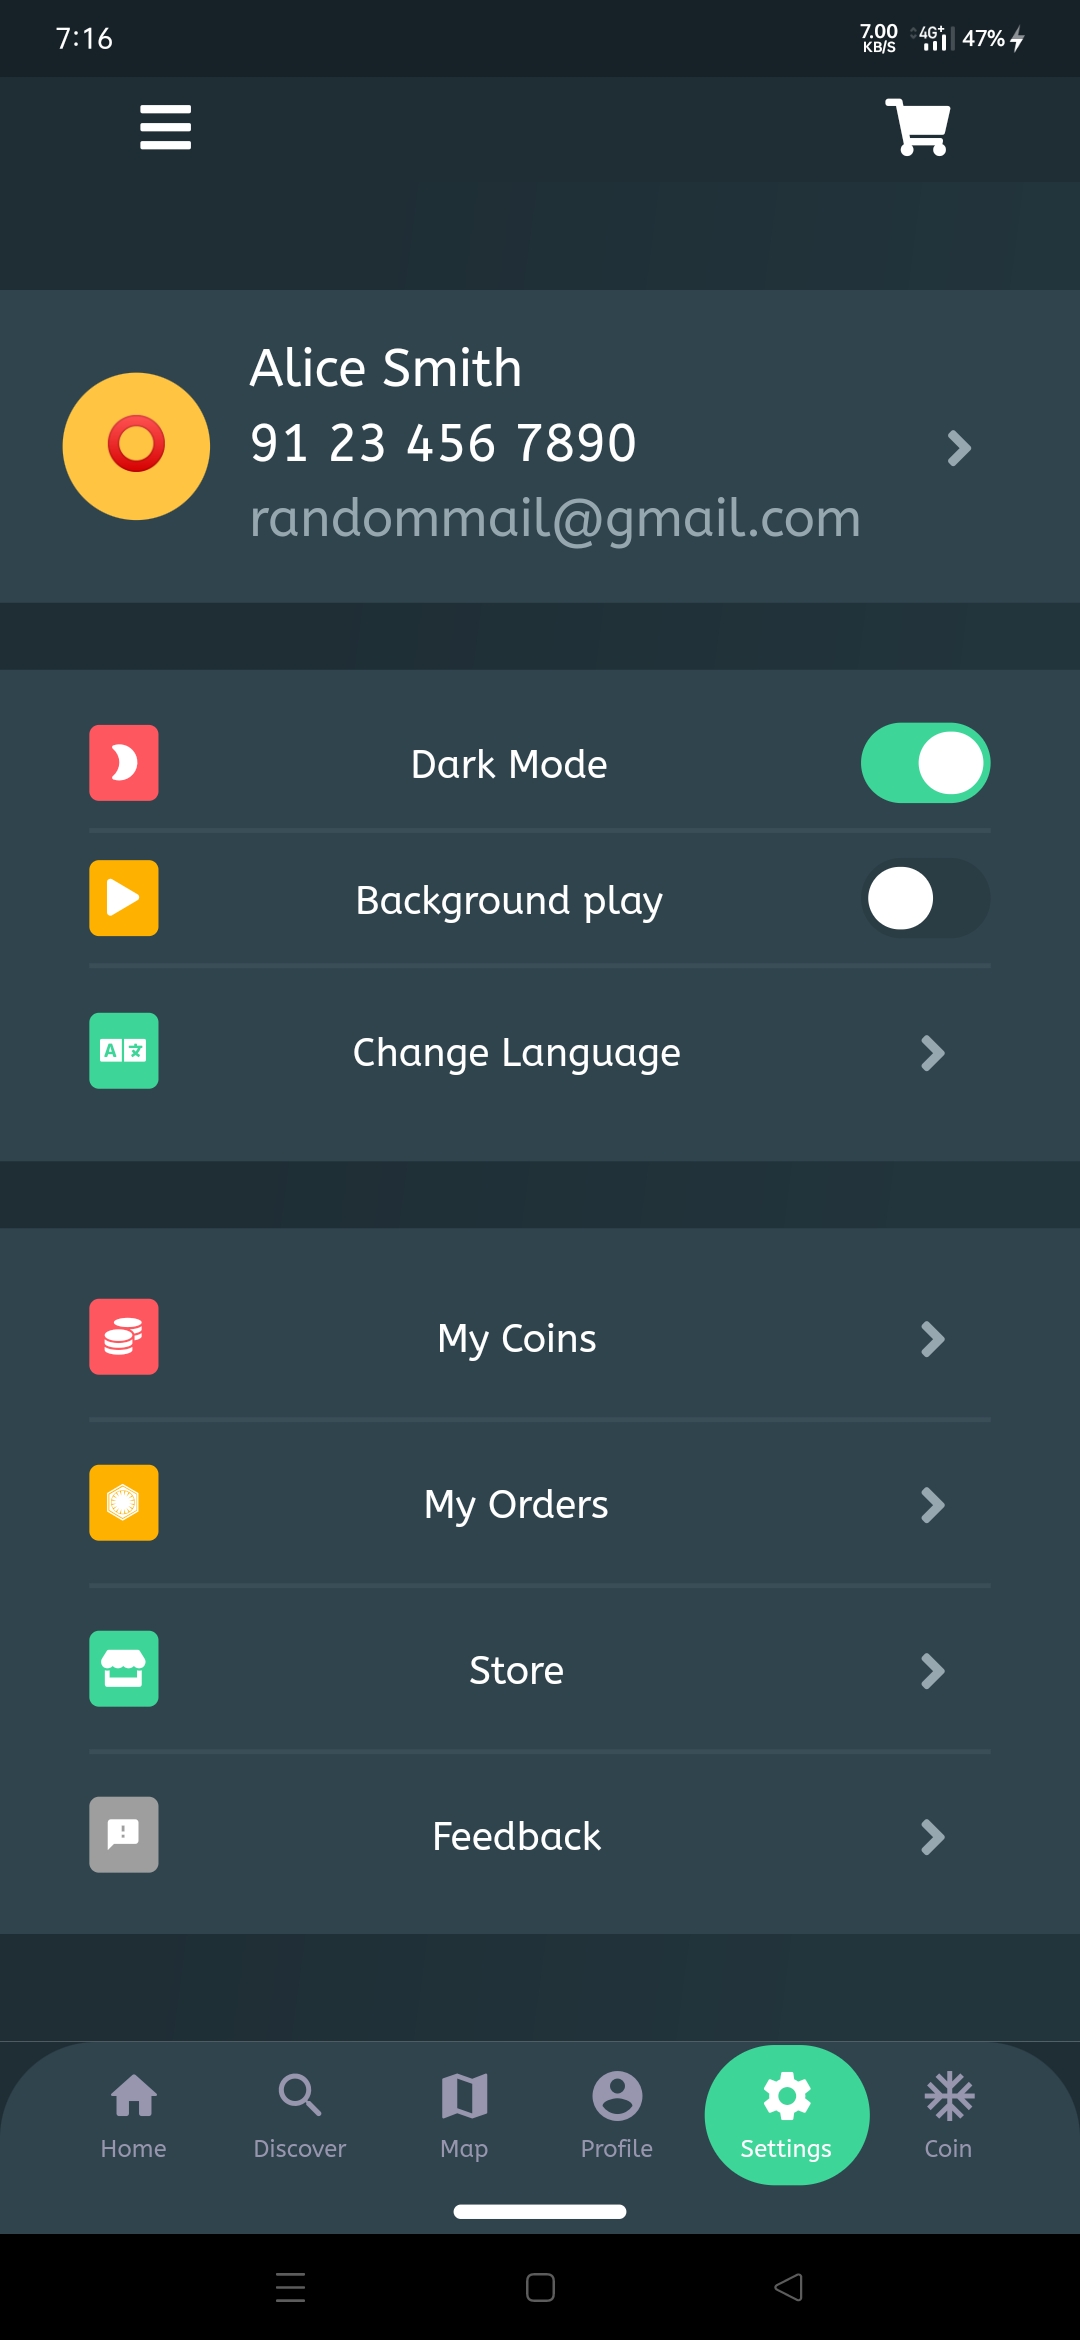 7:16
7.00
KB/S
4G+
47%
Alice Smith
91 23 456 7890
randommail@gmail.com
Dark Mode
Background play
A文
Change Language
My Coins
My Orders
Store
Feedback
Home Discover Map Profile Settings Coin